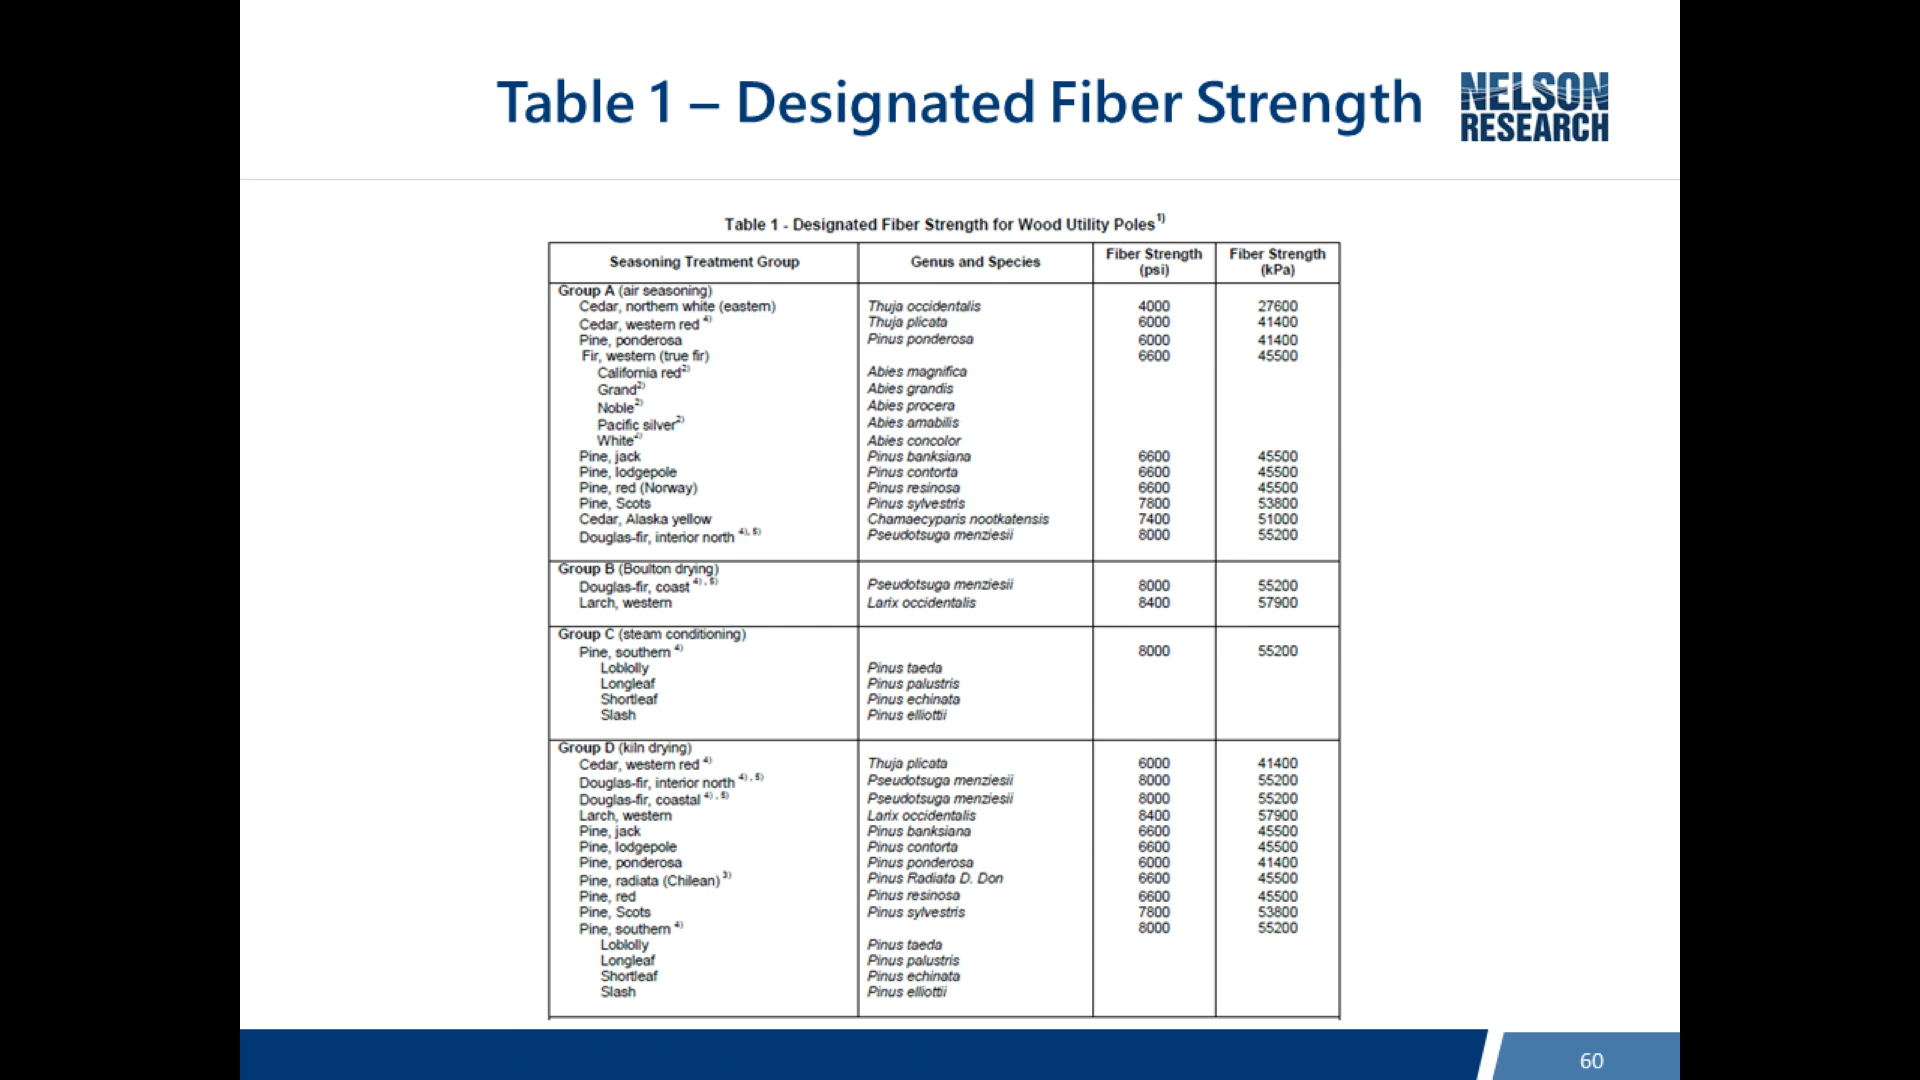 Table 1 – Designated Fiber Strength
NELSON
RESEARCH
Table 1 - Designated Fiber Strength for Wood Utility Poles1)
Seasoning Treatment Group Genus and Species Fiber Strength (psi) Fiber Strength (kPa)
Group A (air seasoning)
Cedar, northern white (eastern) Thuja occidentalis 4000 27600
Cedar, western red 4) Thuja plicata 6000 41400
Pine, ponderosa Pinus ponderosa 6000 41400
Fir, western (true fir) 6600 45500
California red2) Abies magnifica
Grand2) Abies grandis
Noble2) Abies procera
Pacific silver2) Abies amabilis
White2) Abies concolor
Pine, jack Pinus banksiana 6600 45500
Pine, lodgepole Pinus contorta 6600 45500
Pine, red (Norway) Pinus resinosa 6600 45500
Pine, Scots Pinus sylvestris 7800 53800
Cedar, Alaska yellow Chamaecyparis nootkatensis 7400 51000
Douglas-fir, interior north 4), 5) Pseudotsuga menziesii 8000 55200
Group B (Boulton drying)
Douglas-fir, coast 4), 5) Pseudotsuga menziesii 8000 55200
Larch, western Larix occidentalis 8400 57900
Group C (steam conditioning)
Pine, southern 4) 8000 55200
Loblolly Pinus taeda
Longleaf Pinus palustris
Shortleaf Pinus echinata
Slash Pinus elliottii
Group D (kiln drying)
Cedar, western red 4) Thuja plicata 6000 41400
Douglas-fir, interior north 4), 5) Pseudotsuga menziesii 8000 55200
Douglas-fir, coastal 4), 5) Pseudotsuga menziesii 8000 55200
Larch, western Larix occidentalis 8400 57900
Pine, jack Pinus banksiana 6600 45500
Pine, lodgepole Pinus contorta 6600 45500
Pine, ponderosa Pinus ponderosa 6000 41400
Pine, radiata (Chilean) 3) Pinus Radiata D. Don 6600 45500
Pine, red Pinus resinosa 6600 45500
Pine, Scots Pinus sylvestris 7800 53800
Pine, southern 4) 8000 55200
Loblolly Pinus taeda
Longleaf Pinus palustris
Shortleaf Pinus echinata
Slash Pinus elliottii
60